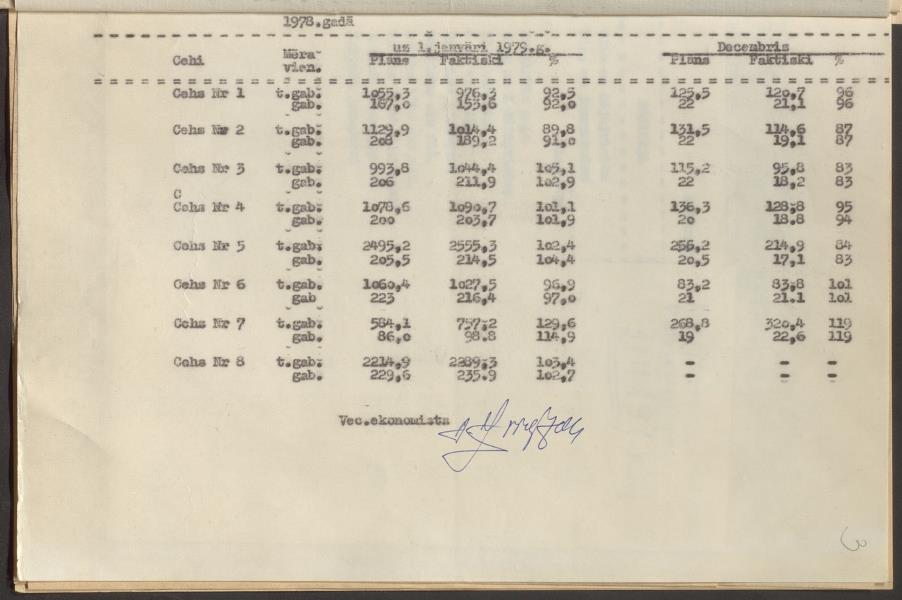 1978.gadā
uz 1.janvāri 1979.g. Decembris
Cehi Mēra- vien. Plāns Faktiski % Plāns Faktiski %
Cehs Nr 1 t.gab. 1055,3 976,3 92,5 125,5 120,7 96
gab. 167,0 153,6 92,0 22 21,1 96
Cehs Nr 2 t.gab. 1129,9 1014,4 89,8 131,5 114,6 87
gab. 208 189,2 91,0 22 19,1 87
Cehs Nr 3 t.gab. 993,8 1044,4 105,1 115,2 95,8 83
gab. 206 211,9 102,9 22 18,2 83
C
Cehs Nr 4 t.gab. 1078,6 1090,7 101,1 136,3 128,8 95
gab. 200 203,7 101,9 20 18.8 94
Cehs Nr 5 t.gab. 2495,2 2555,3 102,4 256,2 214,9 84
gab. 205,5 214,5 104,4 20,5 17,1 83
Cehs Nr 6 t.gab. 1060,4 1027,5 96,9 83,2 83,8 101
gab 223 216,4 97,0 21 21.1 101
Cehs Nr 7 t.gab. 584,1 757,2 129,6 268,8 320,4 119
gab. 86,0 98.8 114,9 19 22,6 119
Cehs Nr 8 t.gab. 2214,9 2289,3 103,4 - - -
gab. 229,6 235.9 102,7 - - -
Vec.ekonomists
3